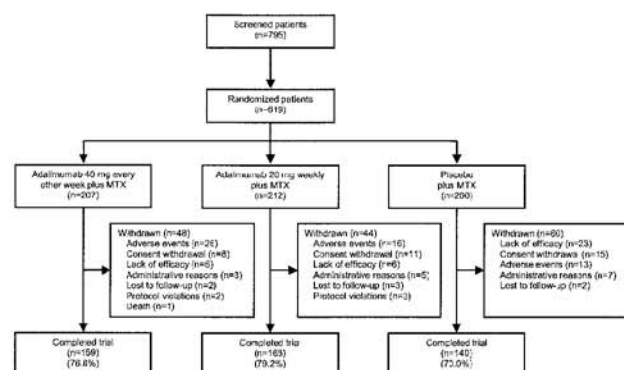 Screened patients
(n=795)
Randomized patients
(n=619)
Adalimumab 40 mg every
other week plus MTX
(n=207)
Adalimumab 20 mg weekly
plus MTX
(n=212)
Placebo
plus MTX
(n=200)
Withdrawn (n=48)
Adverse events (n=26)
Consent withdrawal (n=8)
Lack of efficacy (n=6)
Administrative reasons (n=3)
Lost to follow-up (n=2)
Protocol violations (n=2)
Death (n=1)
Withdrawn (n=44)
Adverse events (n=16)
Consent withdrawal (n=11)
Lack of efficacy (n=6)
Administrative reasons (n=5)
Lost to follow-up (n=3)
Protocol violations (n=3)
Withdrawn (n=60)
Lack of efficacy (n=23)
Consent withdrawal (n=15)
Adverse events (n=13)
Administrative reasons (n=7)
Lost to follow-up (n=2)
Completed trial
(n=159)
(76.8%)
Completed trial
(n=168)
(79.2%)
Completed trial
(n=140)
(70.0%)